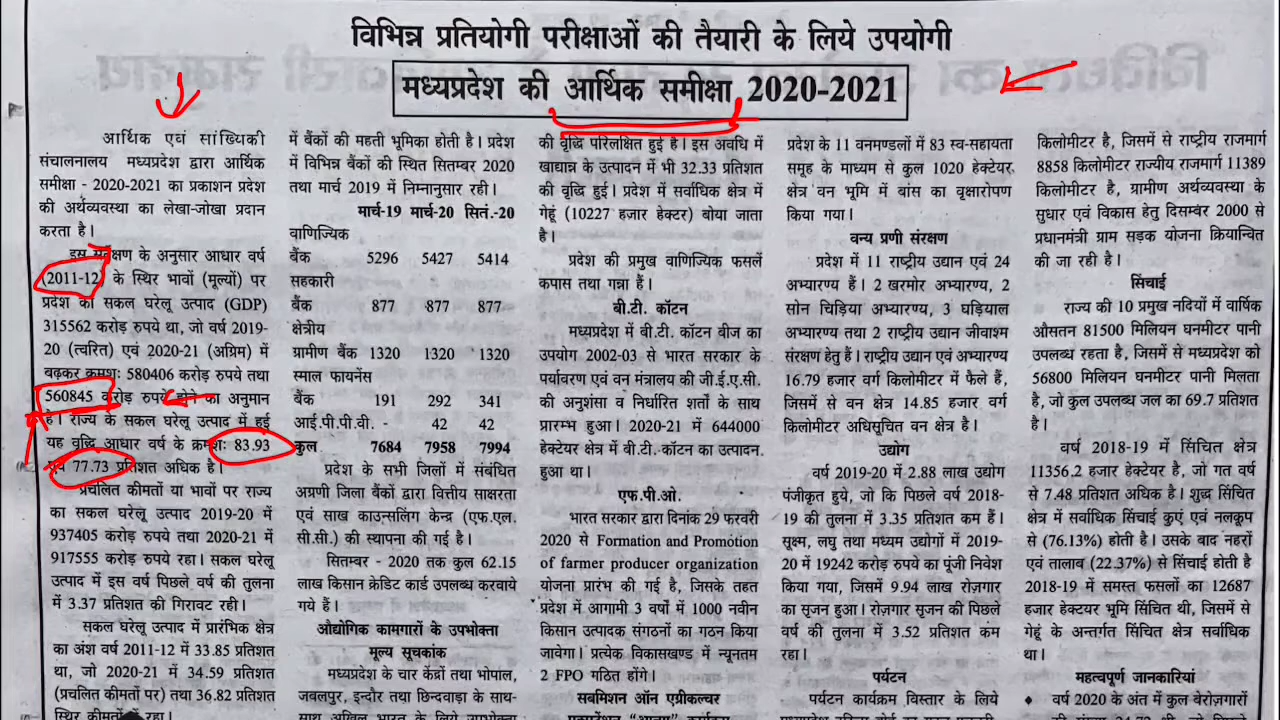 विभिन्न प्रतियोगी परीक्षाओं की तैयारी के लिये उपयोगी
मध्यप्रदेश की आर्थिक समीक्षा 2020-2021
आर्थिक एवं सांख्यिकी
संचालनालय मध्यप्रदेश द्वारा आर्थिक
समीक्षा - 2020-2021 का प्रकाशन प्रदेश
की अर्थव्यवस्था का लेखा-जोखा प्रदान
करता है।
इस सर्वेक्षण के अनुसार आधार वर्ष
(2011-12) के स्थिर भावों (मूल्यों) पर
प्रदेश का सकल घरेलू उत्पाद (GDP)
315562 करोड़ रुपये था, जो वर्ष 2019-
20 (त्वरित) एवं 2020-21 (अग्रिम) में
बढ़कर क्रमशः 580406 करोड़ रुपये तथा
560845 करोड़ रुपये होने का अनुमान
है। राज्य के सकल घरेलू उत्पाद में हुई
यह वृद्धि आधार वर्ष के क्रमशः 83.93
एवं 77.73 प्रतिशत अधिक है।
प्रचलित कीमतों या भावों पर राज्य
का सकल घरेलू उत्पाद 2019-20 में
937405 करोड़ रुपये तथा 2020-21 में
917555 करोड़ रुपये रहा। सकल घरेलू
उत्पाद में इस वर्ष पिछले वर्ष की तुलना
में 3.37 प्रतिशत की गिरावट रही।
सकल घरेलू उत्पाद में प्रारंभिक क्षेत्र
का अंश वर्ष 2011-12 में 33.85 प्रतिशत
था, जो 2020-21 में 34.59 प्रतिशत
(प्रचलित कीमतों पर) तथा 36.82 प्रतिशत
स्थिर कीमतों रहा।
में बैंकों की महती भूमिका होती है। प्रदेश
में विभिन्न बैंकों की स्थित सितम्बर 2020
तथा मार्च 2019 में निम्नानुसार रही।
मार्च-19 मार्च-20 सितं.-20
वाणिज्यिक
बैंक 5296 5427 5414
सहकारी
बैंक 877 877 877
क्षेत्रीय
ग्रामीण बैंक 1320 1320 1320
स्माल फायनेंस
बैंक 191 292 341
आई.पी.पी.वी. - 42 42
कुल 7684 7958 7994
प्रदेश के सभी जिलों में संबंधित
अग्रणी जिला बैंकों द्वारा वित्तीय साक्षरता
एवं साख काउन्सलिंग केन्द्र (एफ.एल.
सी.सी.) की स्थापना की गई है।
सितम्बर - 2020 तक कुल 62.15
लाख किसान क्रेडिट कार्ड उपलब्ध करवाये
गये हैं।
औद्योगिक कामगारों के उपभोक्ता
मूल्य सूचकांक
मध्यप्रदेश के चार केंद्रों तथा भोपाल,
जबलपुर, इन्दौर तथा छिन्दवाड़ा के साथ-
साथ अखिल भारत के लिये उपभोक्ता
की वृद्धि परिलक्षित हुई है। इस अवधि में
खाद्यान्न के उत्पादन में भी 32.33 प्रतिशत
की वृद्धि हुई। प्रदेश में सर्वाधिक क्षेत्र में
गेहूं (10227 हजार हेक्टर) बोया जाता
है।
प्रदेश की प्रमुख वाणिज्यिक फसलें
कपास तथा गन्ना है।
बी.टी. कॉटन
मध्यप्रदेश में बी.टी. कॉटन बीज का
उपयोग 2002-03 से भारत सरकार के
पर्यावरण एवं वन मंत्रालय की जी.ई.ए.सी.
की अनुशंसा व निर्धारित शर्तों के साथ
प्रारम्भ हुआ। 2020-21 में 644000
हेक्टेयर क्षेत्र में बी.टी. कॉटन का उत्पादन.
हुआ था।
एफ.पी.ओ.
भारत सरकार द्वारा दिनांक 29 फरवरी
2020 से Formation and Promotion
of farmer producer organization
योजना प्रारंभ की गई है, जिसके तहत
प्रदेश में आगामी 3 वर्षों में 1000 नवीन
किसान उत्पादक संगठनों का गठन किया
जावेगा। प्रत्येक विकासखण्ड में न्यूनतम
2 FPO गठित होंगे।
सबमिशन ऑन एग्रीकल्चर
प्रदेश के 11 वनमण्डलों में 83 स्व-सहायता
समूह के माध्यम से कुल 1020 हेक्टेयर.
क्षेत्र वन भूमि में बांस का वृक्षारोपण
किया गया।
वन्य प्रणी संरक्षण
प्रदेश में 11 राष्ट्रीय उद्यान एवं 24
अभ्यारण्य हैं। 2 खरमोर अभ्यारण्य, 2
सोन चिड़िया अभ्यारण्य, 3 घड़ियाल
अभ्यारण्य तथा 2 राष्ट्रीय उद्यान जीवाश्म
संरक्षण हेतु हैं। राष्ट्रीय उद्यान एवं अभ्यारण्य
16.79 हजार वर्ग किलोमीटर में फैले हैं,
जिसमें से वन क्षेत्र 14.85 हजार वर्ग
किलोमीटर अधिसूचित वन क्षेत्र है।
उद्योग
वर्ष 2019-20 में 2.88 लाख उद्योग
पंजीकृत हुये, जो कि पिछले वर्ष 2018-
19 की तुलना में 3.35 प्रतिशत कम हैं।
सूक्ष्म, लघु तथा मध्यम उद्योगों में 2019-
20 में 19242 करोड़ रुपये का पूंजी निवेश
किया गया, जिसमें 9.94 लाख रोज़गार
का सृजन हुआ। रोज़गार सृजन की पिछले
वर्ष की तुलना में 3.52 प्रतिशत कम
रहा।
पर्यटन
पर्यटन कार्यक्रम विस्तार के लिये
किलोमीटर है, जिसमें से राष्ट्रीय राजमार्ग
8858 किलोमीटर राज्यीय राजमार्ग 11389
किलोमीटर है, ग्रामीण अर्थव्यवस्था के
सुधार एवं विकास हेतु दिसम्बर 2000 से
प्रधानमंत्री ग्राम सड़क योजना क्रियान्वित
की जा रही है।
सिंचाई
राज्य की 10 प्रमुख नदियों में वार्षिक
औसतन 81500 मिलियन घनमीटर पानी
उपलब्ध रहता है, जिसमें से मध्यप्रदेश को
56800 मिलियन घनमीटर पानी मिलता
है, जो कुल उपलब्ध जल का 69.7 प्रतिशत
है।
वर्ष 2018-19 में सिंचित क्षेत्र
11356.2 हजार हेक्टेयर है, जो गत वर्ष
से 7.48 प्रतिशत अधिक है। शुद्ध सिंचित
क्षेत्र में सर्वाधिक सिंचाई कुएं एवं नलकूप
से (76.13%) होती है। उसके बाद नहरों
एवं तालाब (22.37%) से सिंचाई होती है
2018-19 में समस्त फसलों का 12687
हजार हेक्टेयर भूमि सिंचित थी, जिसमें से
गेहूं के अन्तर्गत सिंचित क्षेत्र सर्वाधिक
था।
महत्वपूर्ण जानकारियां
♦ वर्ष 2020 के अंत में कुल बेरोज़गारों